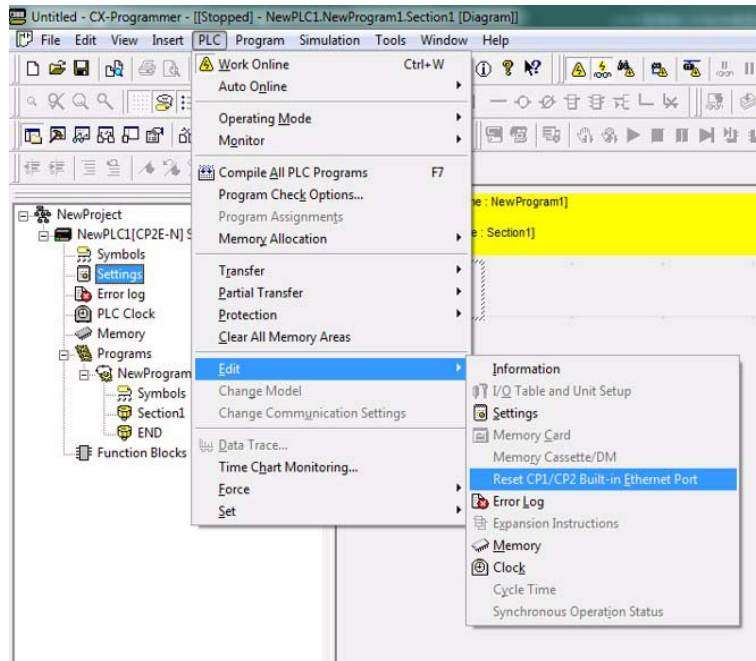 Untitled - CX-Programmer - [[Stopped] - NewPLC1.NewProgram1.Section1 [Diagram]]
File Edit View Insert PLC Program Simulation Tools Window Help
Work Online Ctrl+W
Auto Online
Operating Mode
Monitor
Compile All PLC Programs F7
Program Check Options...
Program Assignments
Memory Allocation
Transfer
Partial Transfer
Protection
Clear All Memory Areas
Edit
Change Model
Change Communication Settings
Data Trace...
Time Chart Monitoring...
Force
Set
NewProject
NewPLC1[CP2E-N] S
Symbols
Settings
Error log
PLC Clock
Memory
Programs
NewProgram
Symbols
Section1
END
Function Blocks
e : NewProgram1]
e : Section1]
Information
I/O Table and Unit Setup
Settings
Memory Card
Memory Cassette/DM
Reset CP1/CP2 Built-in Ethernet Port
Error Log
Expansion Instructions
Memory
Clock
Cycle Time
Synchronous Operation Status